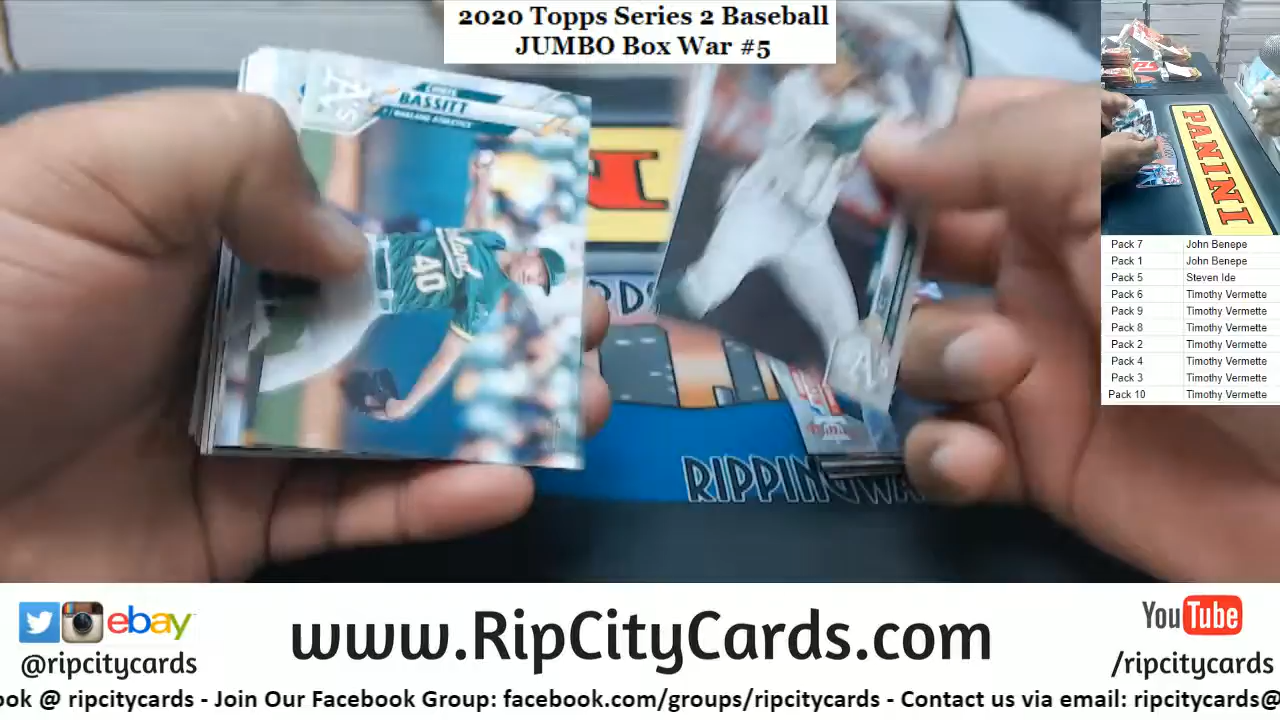 2020 Topps Series 2 Baseball
JUMBO Box War #5
CHRIS
BASSITT
OAKLAND ATHLETICS
A's
40
RIPPIN
PANINI
Pack 7 John Benepe
Pack 1 John Benepe
Pack 5 Steven Ide
Pack 6 Timothy Vermette
Pack 9 Timothy Vermette
Pack 8 Timothy Vermette
Pack 2 Timothy Vermette
Pack 4 Timothy Vermette
Pack 3 Timothy Vermette
Pack 10 Timothy Vermette
ebay
@ripcitycards
www.RipCityCards.com
YouTube
/ripcitycards
ook @ ripcitycards - Join Our Facebook Group: facebook.com/groups/ripcitycards - Contact us via email: ripcitycards@